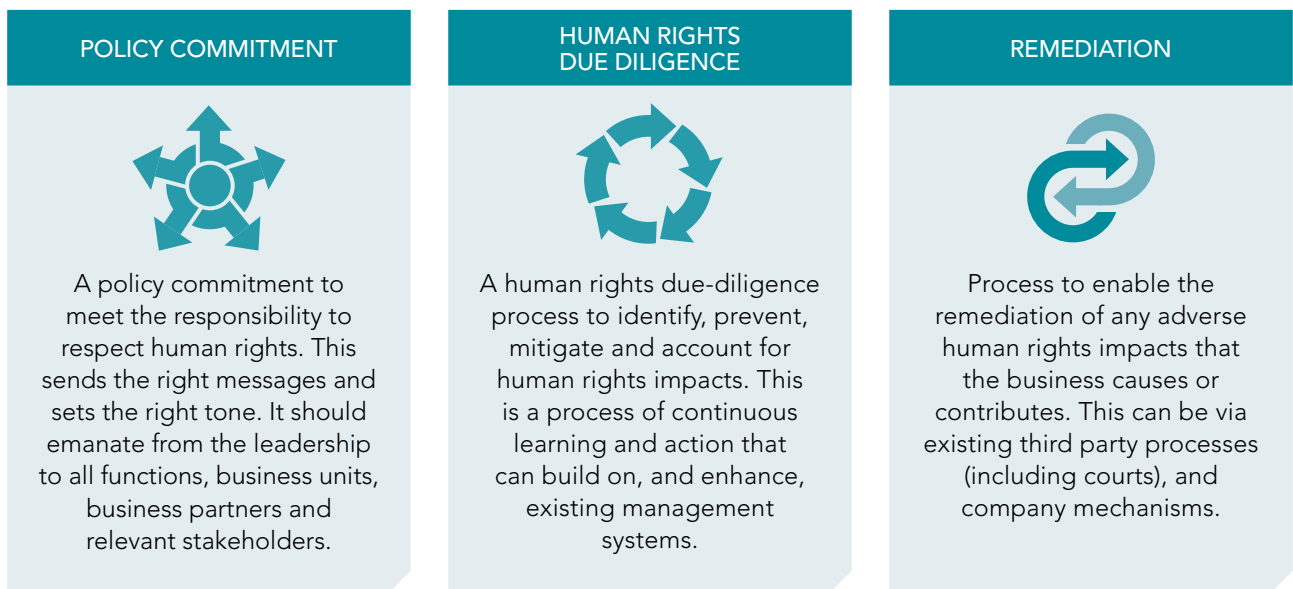 POLICY COMMITMENT
A policy commitment to
meet the responsibility to
respect human rights. This
sends the right messages and
sets the right tone. It should
emanate from the leadership
to all functions, business units,
business partners and
relevant stakeholders.
HUMAN RIGHTS
DUE DILIGENCE
A human rights due-diligence
process to identify, prevent,
mitigate and account for
human rights impacts. This
is a process of continuous
learning and action that
can build on, and enhance,
existing management
systems.
REMEDIATION
Process to enable the
remediation of any adverse
human rights impacts that
the business causes or
contributes. This can be via
existing third party processes
(including courts), and
company mechanisms.